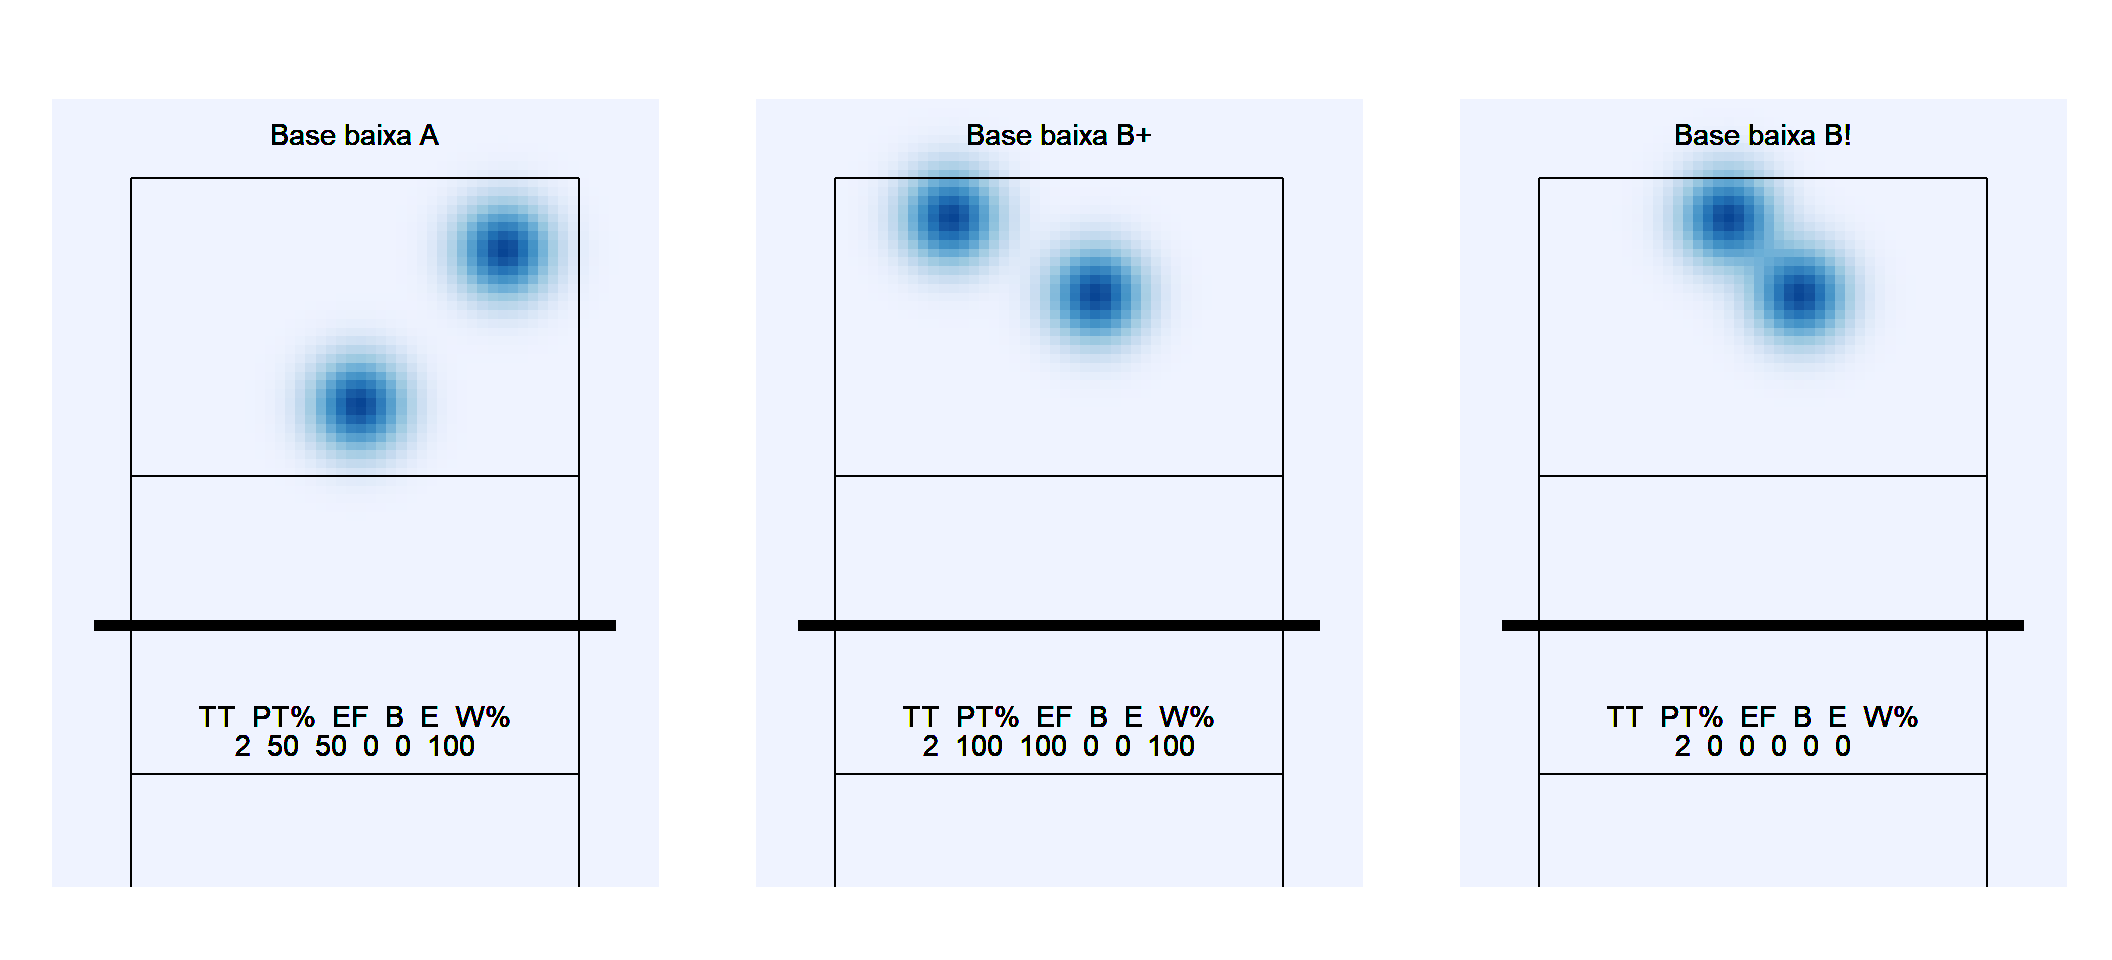 Base baixa A
TT PT% EF B E W%
2 50 50 0 0 100
Base baixa B+
TT PT% EF B E W%
2 100 100 0 0 100
Base baixa B!
TT PT% EF B E W%
2 0 0 0 0 0